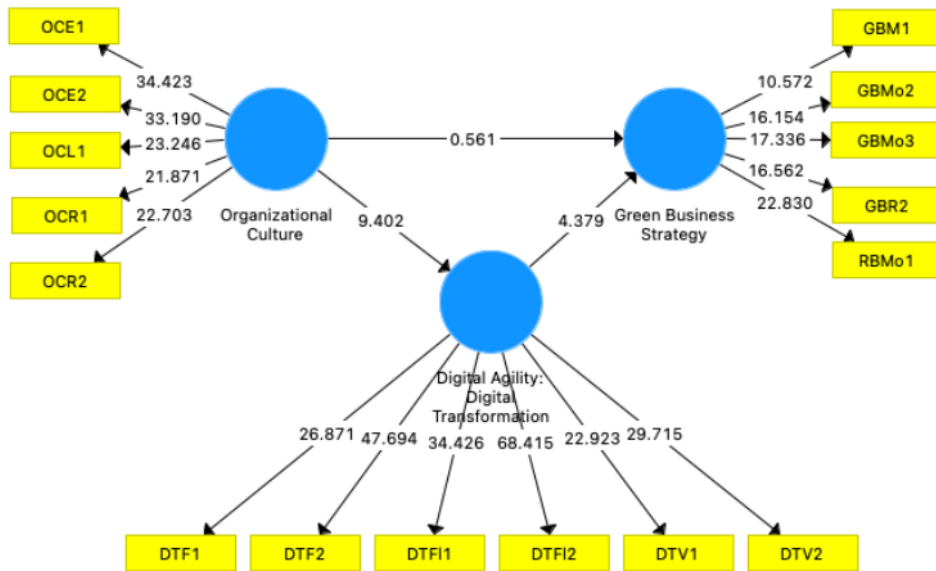 OCE1
34.423
OCE2
33.190
OCL1
23.246
OCR1
21.871
OCR2
22.703
Organizational
Culture
0.561
9.402
4.379
Green Business
Strategy
GBM1
10.572
GBMo2
16.154
GBMo3
17.336
GBR2
16.562
RBMo1
22.830
Digital Agility:
Digital
Transformation
26.871
47.694
34.426
68.415
22.923
29.715
DTF1
DTF2
DTFl1
DTFl2
DTV1
DTV2